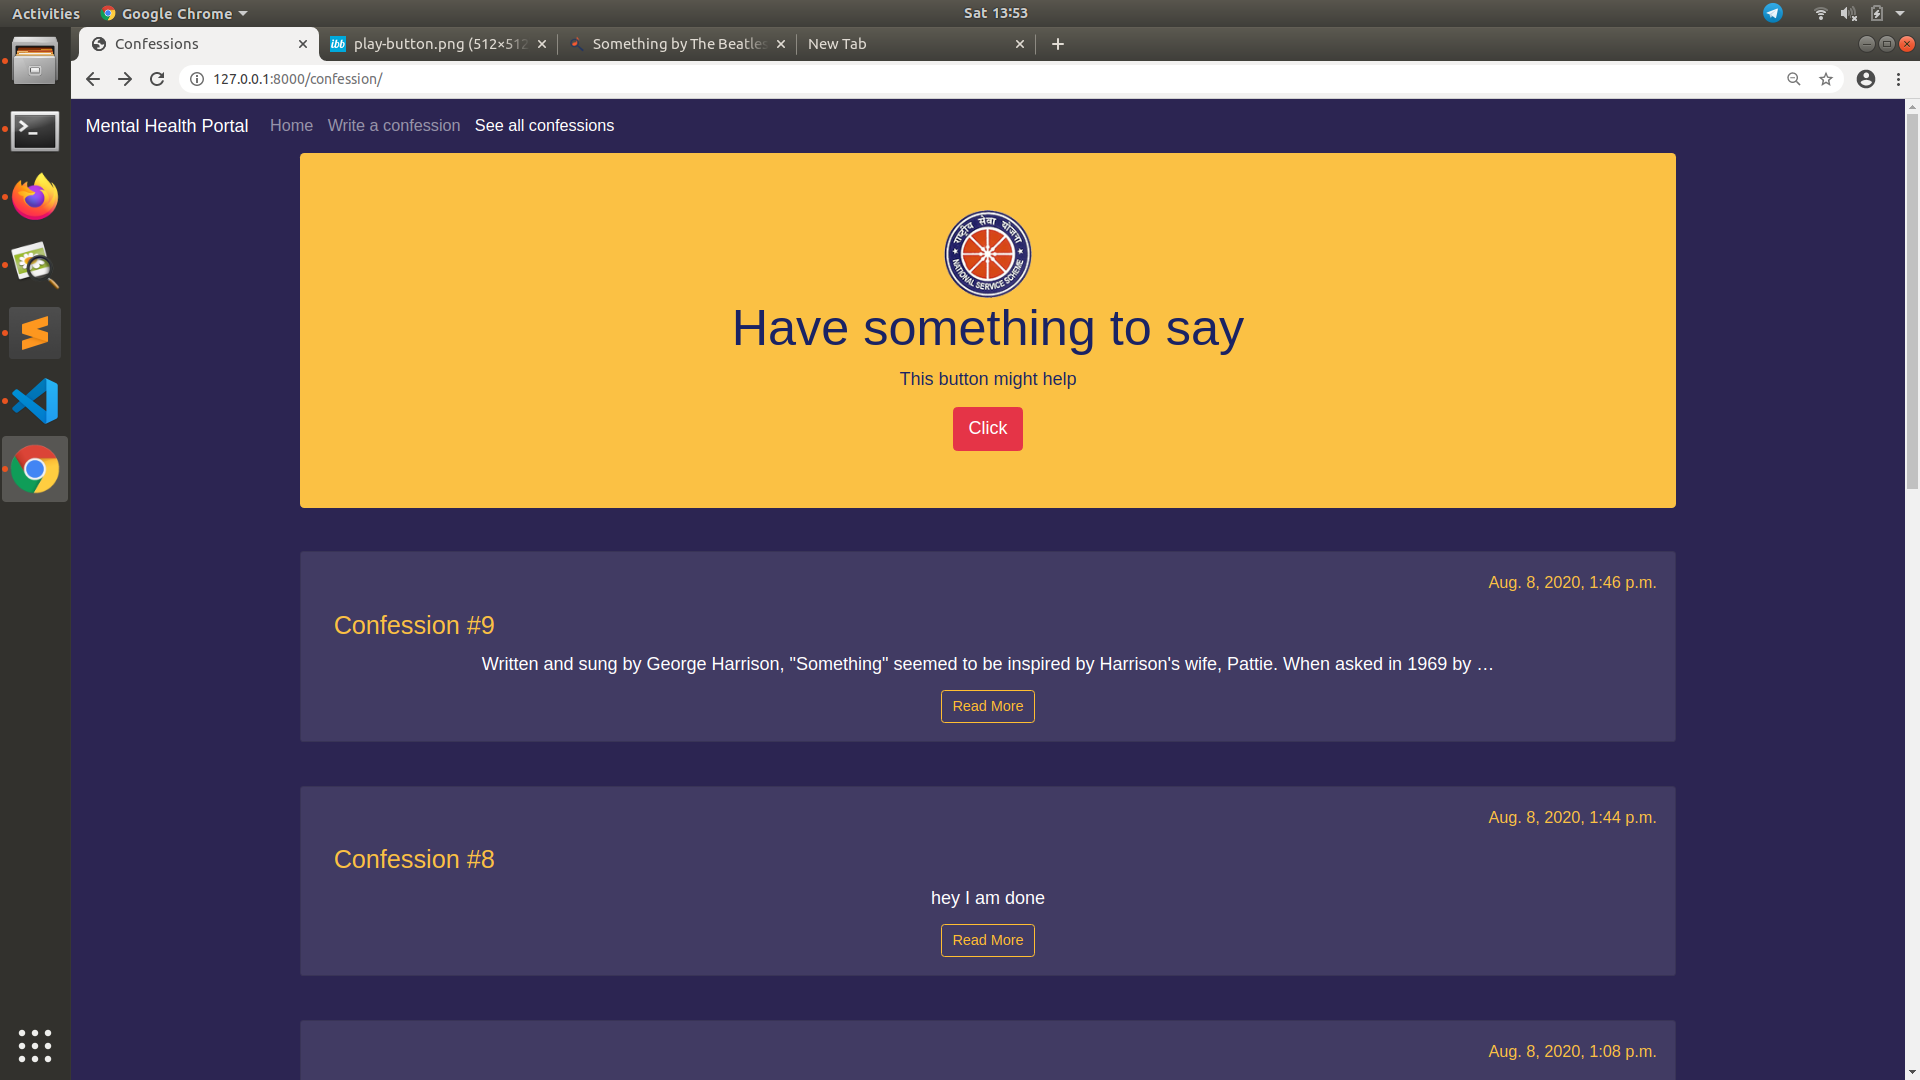 Activities Google Chrome Sat 13:53
Confessions play-button.png (512×512 Something by The Beatles New Tab
127.0.0.1:8000/confession/
Mental Health Portal Home Write a confession See all confessions
राष्ट्रीय सेवा योजना
NATIONAL SERVICE SCHEME
Have something to say
This button might help
Click
Aug. 8, 2020, 1:46 p.m.
Confession #9
Written and sung by George Harrison, "Something" seemed to be inspired by Harrison's wife, Pattie. When asked in 1969 by …
Read More
Aug. 8, 2020, 1:44 p.m.
Confession #8
hey I am done
Read More
Aug. 8, 2020, 1:08 p.m.